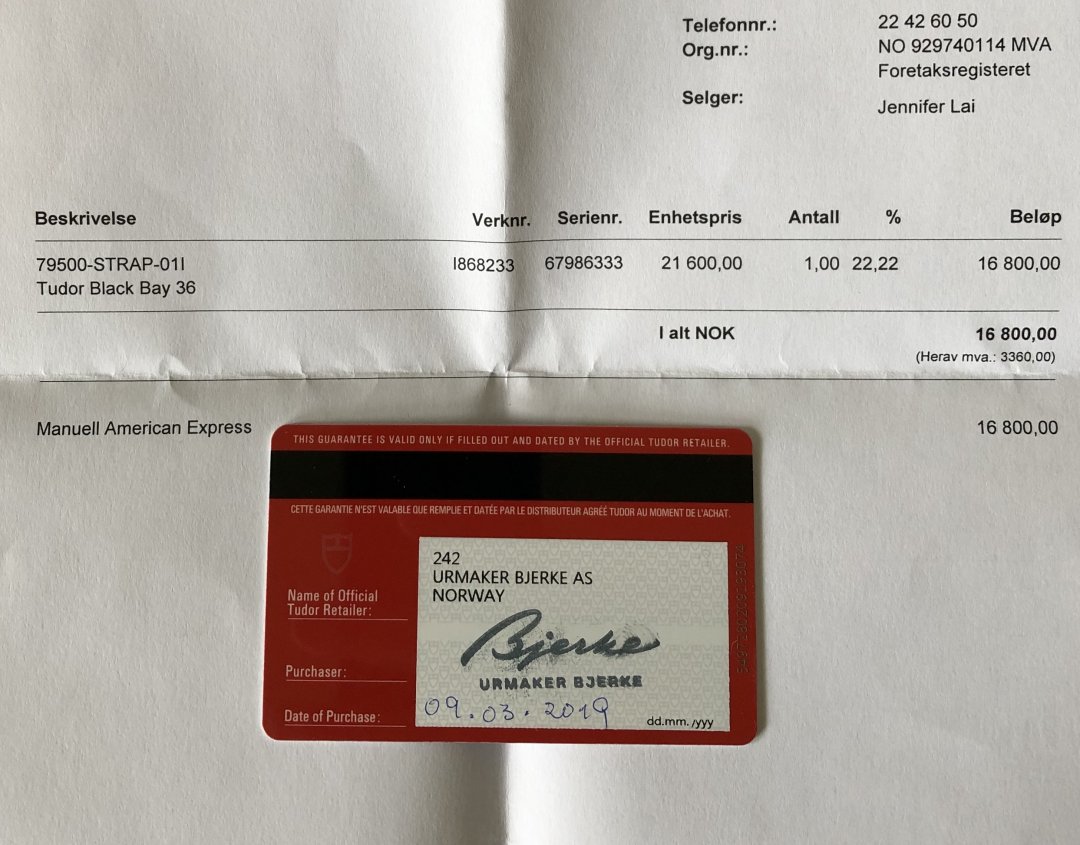 Telefonnr.: 22 42 60 50
Org.nr.: NO 929740114 MVA
Foretaksregisteret
Selger: Jennifer Lai
Beskrivelse Verknr. Serienr. Enhetspris Antall % Beløp
79500-STRAP-01I I868233 67986333 21 600,00 1,00 22,22 16 800,00
Tudor Black Bay 36
I alt NOK 16 800,00
(Herav mva.: 3360,00)
Manuell American Express 16 800,00
THIS GUARANTEE IS VALID ONLY IF FILLED OUT AND DATED BY THE OFFICIAL TUDOR RETAILER.
CETTE GARANTIE N'EST VALABLE QUE REMPLIE ET DATÉE PAR LE DISTRIBUTEUR AGRÉÉ TUDOR AU MOMENT DE L'ACHAT.
242
URMAKER BJERKE AS
NORWAY
Name of Official
Tudor Retailer:
Bjerke
URMAKER BJERKE
Purchaser:
Date of Purchase: 09.03.2019 dd.mm./yyy